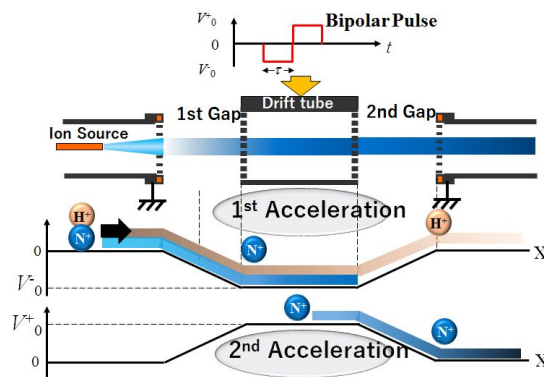 V⁺₀
Bipolar Pulse
0
t
V⁻₀
τ
Drift tube
1st Gap
2nd Gap
Ion Source
1st Acceleration
H⁺
H⁺
N⁺
N⁺
0
X
V⁻₀
N⁺
V⁺₀
N⁺
0
2nd Acceleration
X